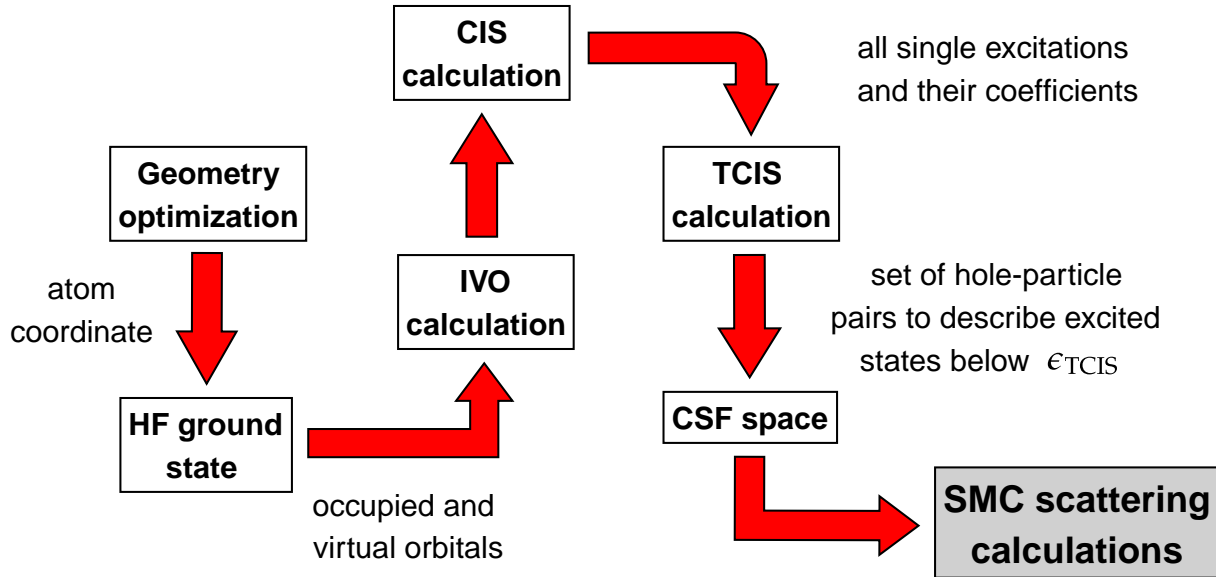 Geometry
optimization
atom
coordinate
HF ground
state
occupied and
virtual orbitals
IVO
calculation
CIS
calculation
all single excitations
and their coefficients
TCIS
calculation
set of hole-particle
pairs to describe excited
states below ϵ_TCIS
CSF space
SMC scattering
calculations